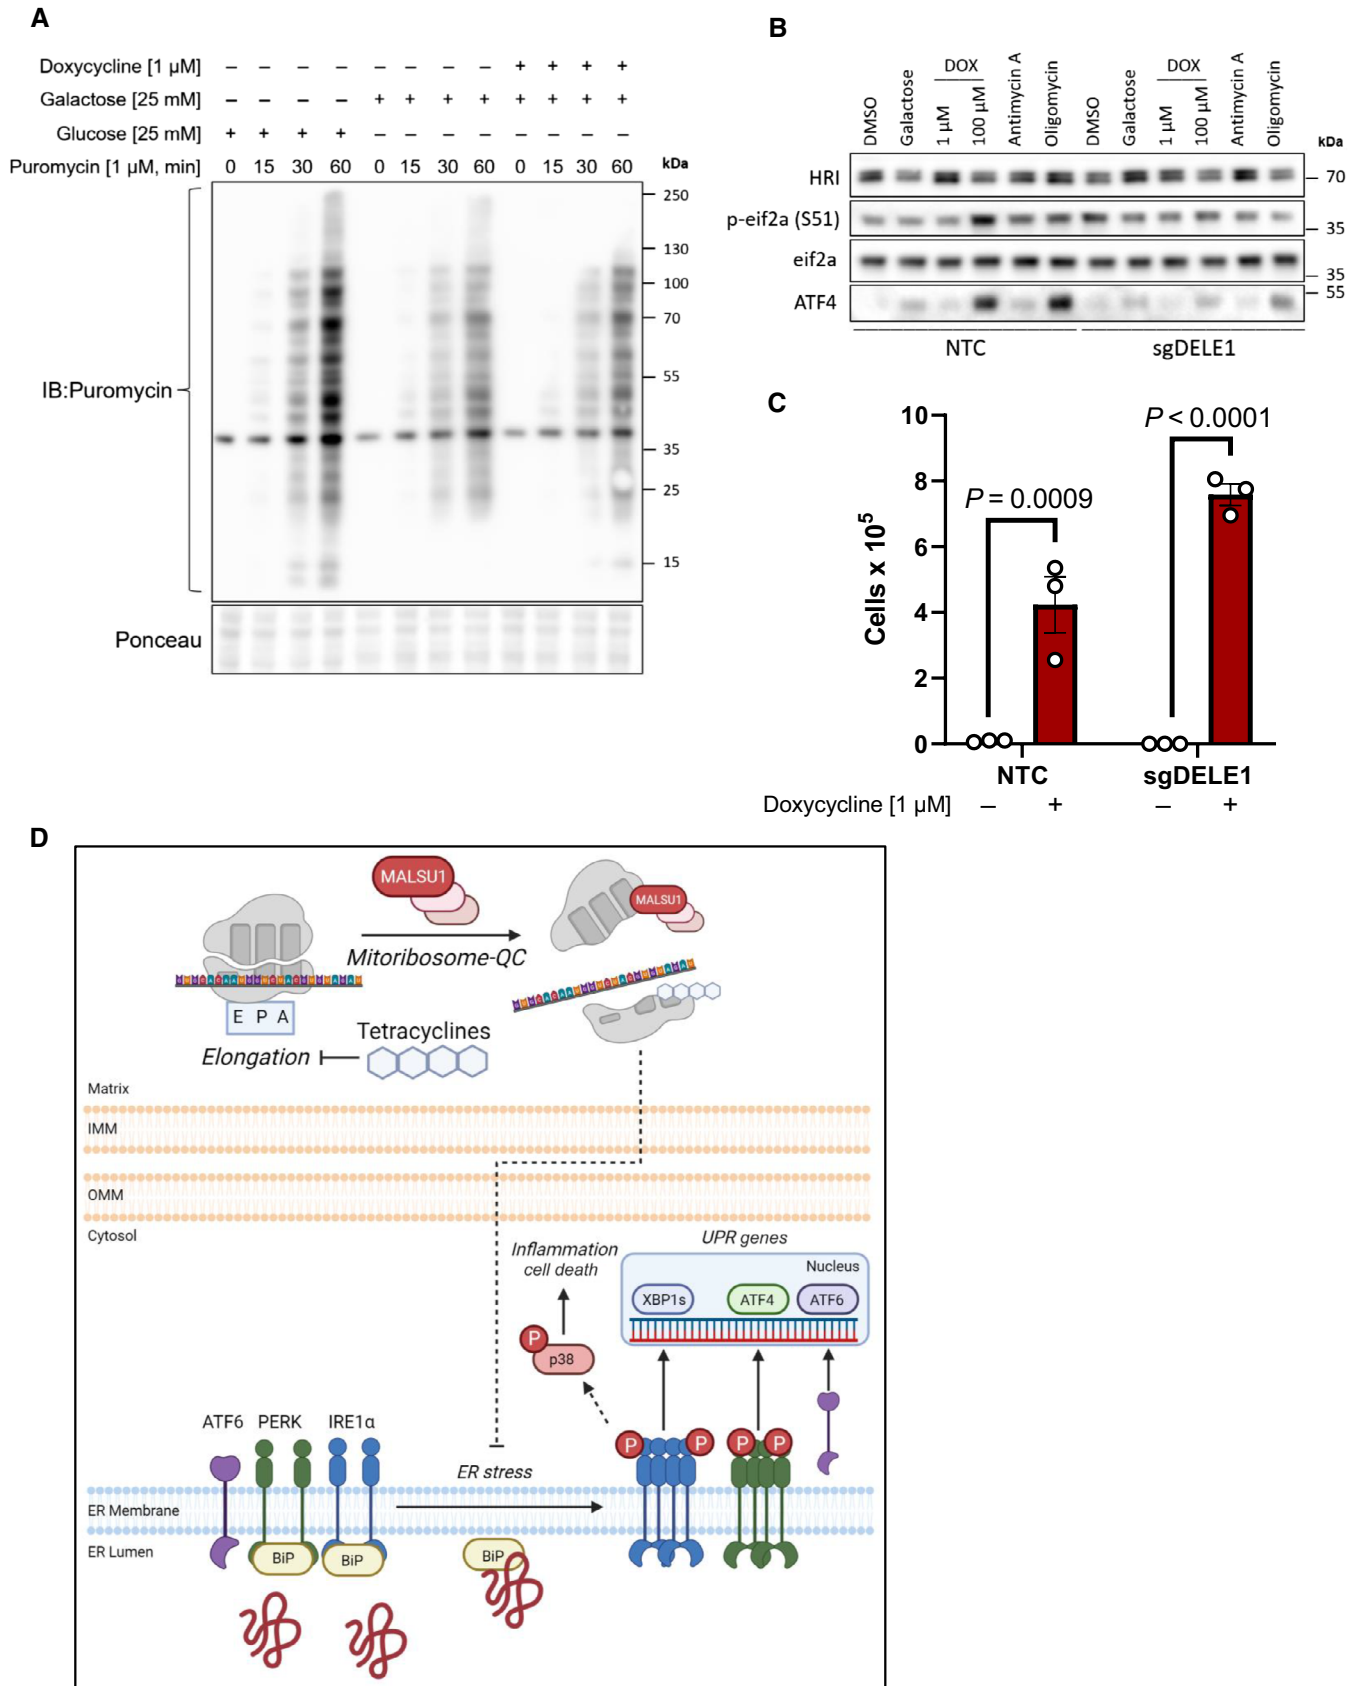 A
Doxycycline [1 µM] – – – – – – – – + + + +
Galactose [25 mM] – – – – + + + + + + + +
Glucose [25 mM] + + + + – – – – – – – –
Puromycin [1 µM, min] 0 15 30 60 0 15 30 60 0 15 30 60 kDa
250
130
100
70
IB:Puromycin
55
35
25
15
Ponceau
B
DMSO Galactose DOX 1 µM 100 µM Antimycin A Oligomycin DMSO Galactose DOX 1 µM 100 µM Antimycin A Oligomycin
kDa
HRI 70
p-eif2a (S51) 35
eif2a 35
ATF4 55
NTC sgDELE1
C
Cells x 10⁵
10
8
6
4
2
0
P = 0.0009
P < 0.0001
NTC sgDELE1
Doxycycline [1 µM] – + – +
D
MALSU1
MALSU1
Mitoribosome-QC
E P A
Tetracyclines
Elongation
Matrix
IMM
OMM
Cytosol
Inflammation
cell death
UPR genes
Nucleus
XBP1s ATF4 ATF6
P
p38
ATF6 PERK IRE1α
P P P P
ER stress
ER Membrane
ER Lumen
BiP BiP BiP